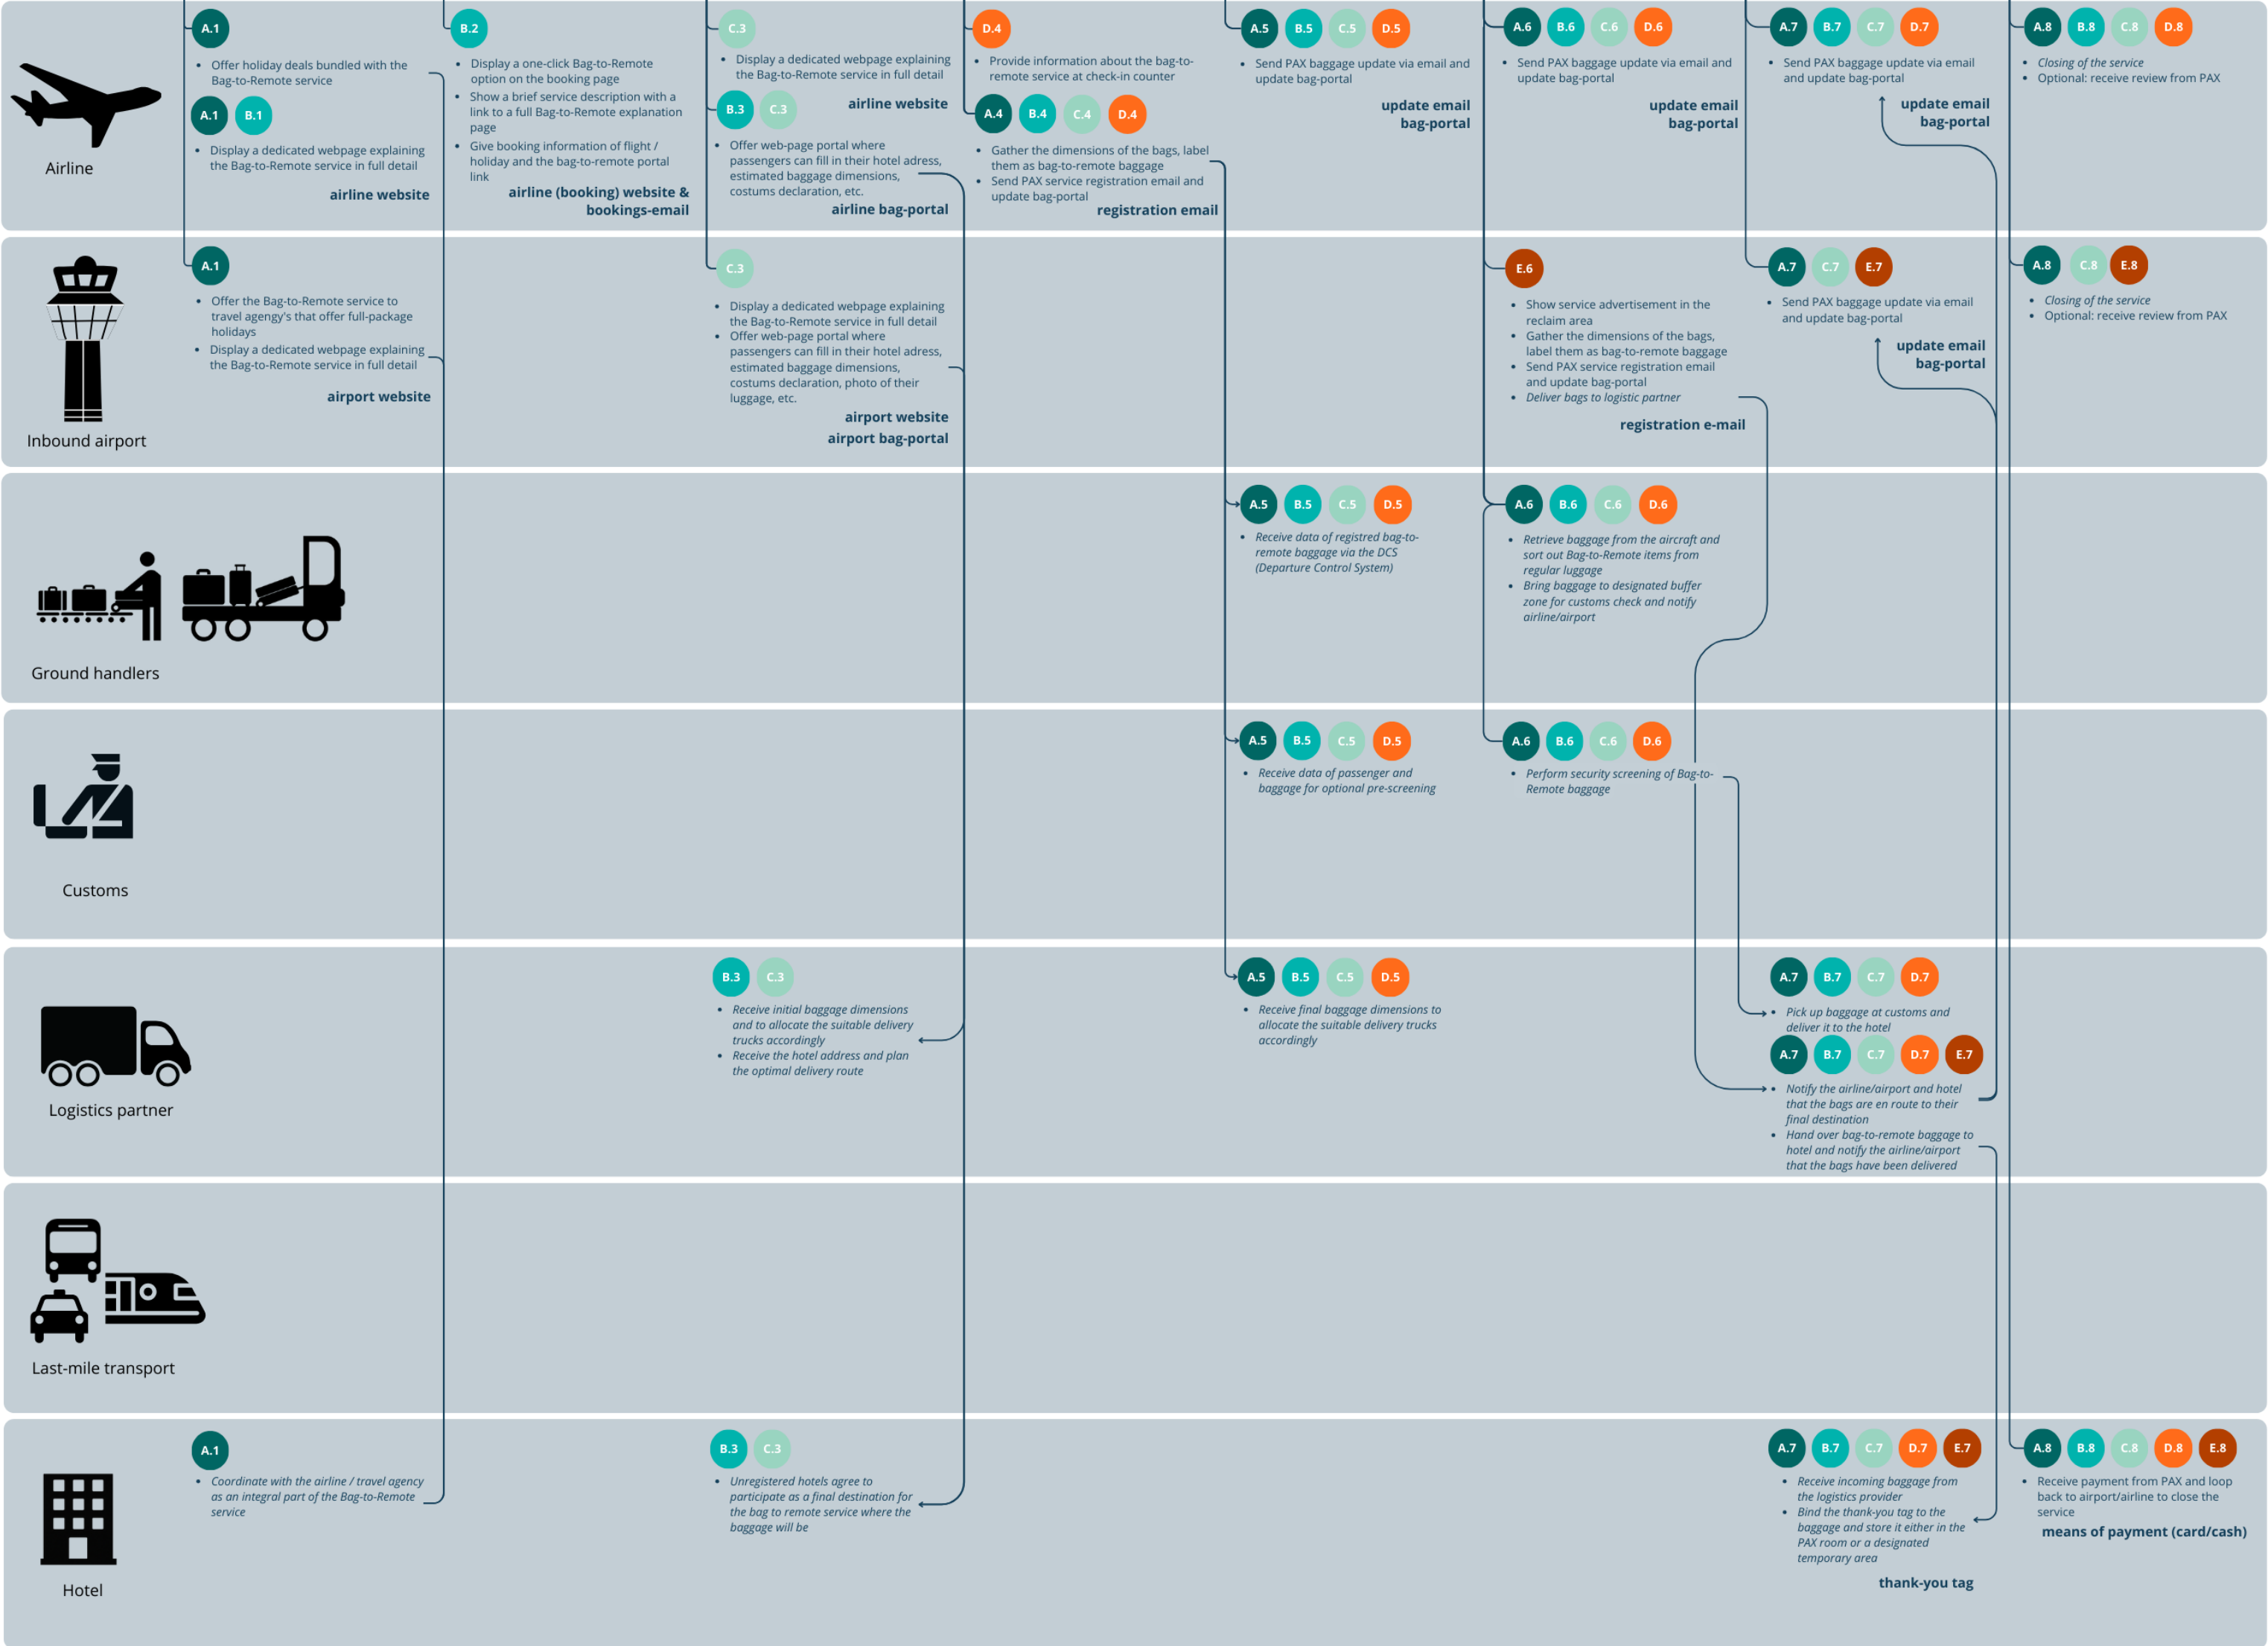 A.1
Offer holiday deals bundled with the
Bag-to-Remote service
A.1 B.1
Display a dedicated webpage explaining
the Bag-to-Remote service in full detail
airline website
B.2
Display a one-click Bag-to-Remote
option on the booking page
Show a brief service description with a
link to a full Bag-to-Remote explanation
page
Give booking information of flight /
holiday and the bag-to-remote portal
link
airline (booking) website &
bookings-email
C.3
Display a dedicated webpage explaining
the Bag-to-Remote service in full detail
airline website
B.3 C.3
Offer web-page portal where
passengers can fill in their hotel adress,
estimated baggage dimensions,
costums declaration, etc.
airline bag-portal
D.4
Provide information about the bag-to-
remote service at check-in counter
A.4 B.4 C.4 D.4
Gather the dimensions of the bags, label
them as bag-to-remote baggage
Send PAX service registration email and
update bag-portal
registration email
A.5 B.5 C.5 D.5
Send PAX baggage update via email and
update bag-portal
update email
bag-portal
A.6 B.6 C.6 D.6
Send PAX baggage update via email and
update bag-portal
update email
bag-portal
A.7 B.7 C.7 D.7
Send PAX baggage update via email
and update bag-portal
update email
bag-portal
A.8 B.8 C.8 D.8
Closing of the service
Optional: receive review from PAX
Airline
A.1
Offer the Bag-to-Remote service to
travel agengy's that offer full-package
holidays
Display a dedicated webpage explaining
the Bag-to-Remote service in full detail
airport website
C.3
Display a dedicated webpage explaining
the Bag-to-Remote service in full detail
Offer web-page portal where
passengers can fill in their hotel adress,
estimated baggage dimensions,
costums declaration, photo of their
luggage, etc.
airport website
airport bag-portal
E.6
Show service advertisement in the
reclaim area
Gather the dimensions of the bags,
label them as bag-to-remote baggage
Send PAX service registration email
and update bag-portal
Deliver bags to logistic partner
registration e-mail
A.7 C.7 E.7
Send PAX baggage update via email
and update bag-portal
update email
bag-portal
A.8 C.8 E.8
Closing of the service
Optional: receive review from PAX
Inbound airport
A.5 B.5 C.5 D.5
Receive data of registred bag-to-
remote baggage via the DCS
(Departure Control System)
A.6 B.6 C.6 D.6
Retrieve baggage from the aircraft and
sort out Bag-to-Remote items from
regular luggage
Bring baggage to designated buffer
zone for customs check and notify
airline/airport
Ground handlers
A.5 B.5 C.5 D.5
Receive data of passenger and
baggage for optional pre-screening
A.6 B.6 C.6 D.6
Perform security screening of Bag-to-
Remote baggage
Customs
B.3 C.3
Receive initial baggage dimensions
and to allocate the suitable delivery
trucks accordingly
Receive the hotel address and plan
the optimal delivery route
A.5 B.5 C.5 D.5
Receive final baggage dimensions to
allocate the suitable delivery trucks
accordingly
A.7 B.7 C.7 D.7
Pick up baggage at customs and
deliver it to the hotel
A.7 B.7 C.7 D.7 E.7
Notify the airline/airport and hotel
that the bags are en route to their
final destination
Hand over bag-to-remote baggage to
hotel and notify the airline/airport
that the bags have been delivered
Logistics partner
Last-mile transport
A.1
Coordinate with the airline / travel agency
as an integral part of the Bag-to-Remote
service
B.3 C.3
Unregistered hotels agree to
participate as a final destination for
the bag to remote service where the
baggage will be
A.7 B.7 C.7 D.7 E.7
Receive incoming baggage from
the logistics provider
Bind the thank-you tag to the
baggage and store it either in the
PAX room or a designated
temporary area
thank-you tag
A.8 B.8 C.8 D.8 E.8
Receive payment from PAX and loop
back to airport/airline to close the
service
means of payment (card/cash)
Hotel